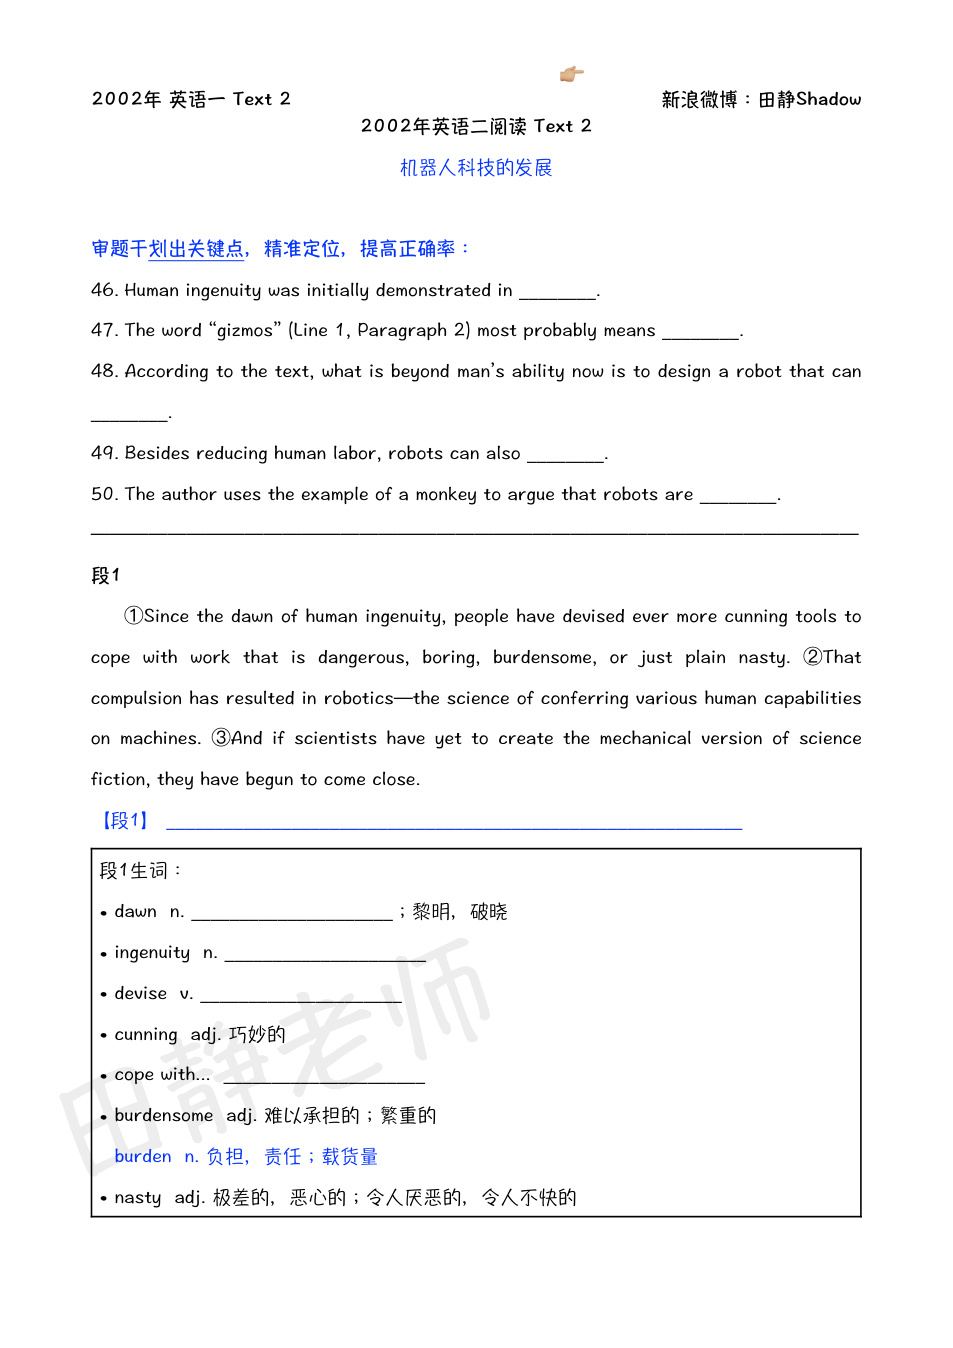 2002年 英语一 Text 2 新浪微博：田静Shadow
2002年英语二阅读 Text 2
机器人科技的发展
审题干划出关键点，精准定位，提高正确率：
46. Human ingenuity was initially demonstrated in ________.
47. The word “gizmos” (Line 1, Paragraph 2) most probably means ________.
48. According to the text, what is beyond man’s ability now is to design a robot that can
________.
49. Besides reducing human labor, robots can also ________.
50. The author uses the example of a monkey to argue that robots are ________.
段1
①Since the dawn of human ingenuity, people have devised ever more cunning tools to
cope with work that is dangerous, boring, burdensome, or just plain nasty. ②That
compulsion has resulted in robotics—the science of conferring various human capabilities
on machines. ③And if scientists have yet to create the mechanical version of science
fiction, they have begun to come close.
【段1】 ____________________________________________________________
段1生词：
• dawn n. _____________________；黎明，破晓
• ingenuity n. _____________________
• devise v. _____________________
• cunning adj. 巧妙的
• cope with... _____________________
• burdensome adj. 难以承担的；繁重的
burden n. 负担，责任；载货量
• nasty adj. 极差的，恶心的；令人厌恶的，令人不快的
田静老师